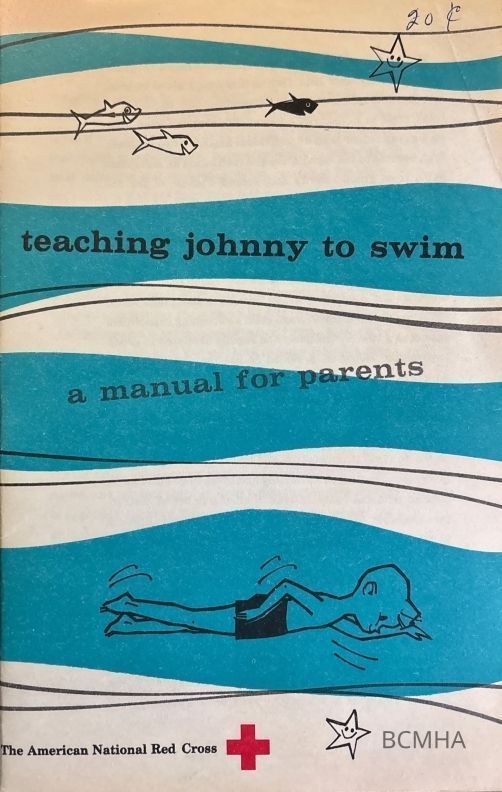 20 ¢
teaching johnny to swim
a manual for parents
The American National Red Cross
BCMHA